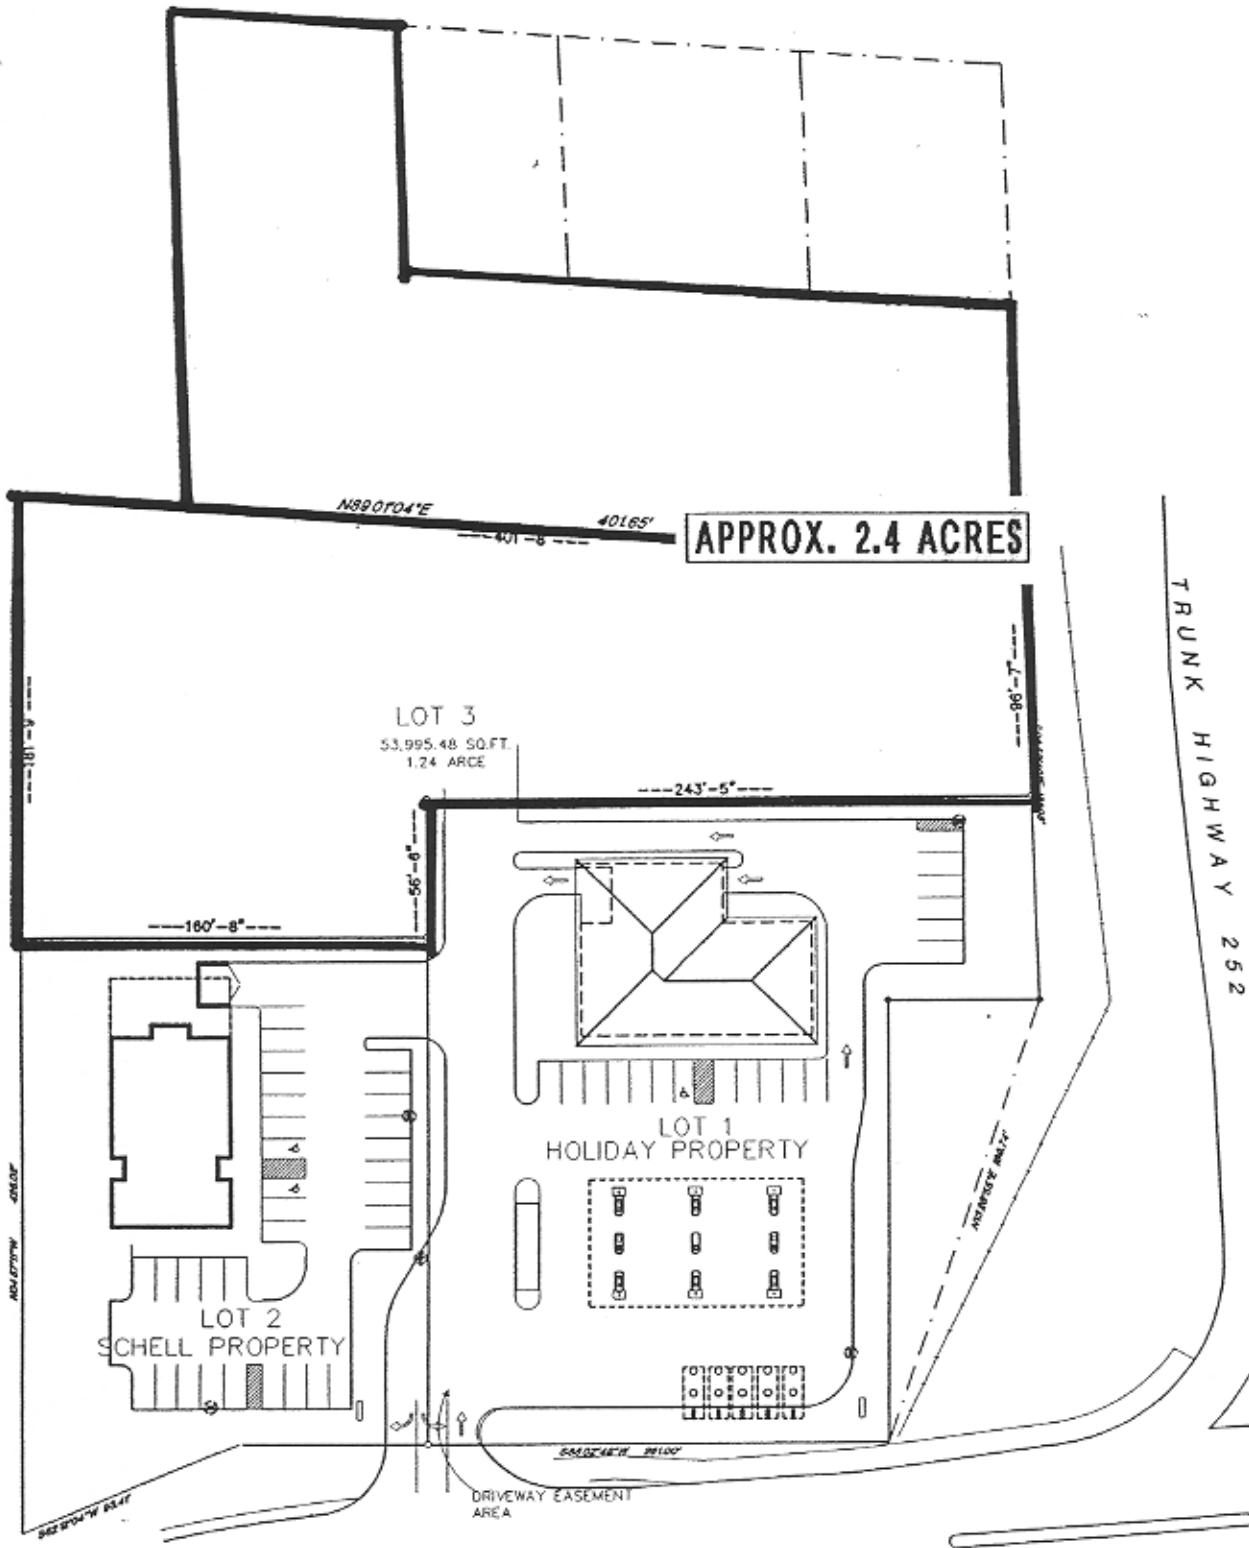 N89 01'04"E
401.65'
---401'-8"---
APPROX. 2.4 ACRES
TRUNK HIGHWAY 252
---181'-6"---
---96'-7"---
LOT 3
53,995.48 SQ.FT.
1.24 ARCE
---243'-5"---
---56'-6"---
---160'-8"---
LOT 1
HOLIDAY PROPERTY
LOT 2
SCHELL PROPERTY
DRIVEWAY EASEMENT
AREA